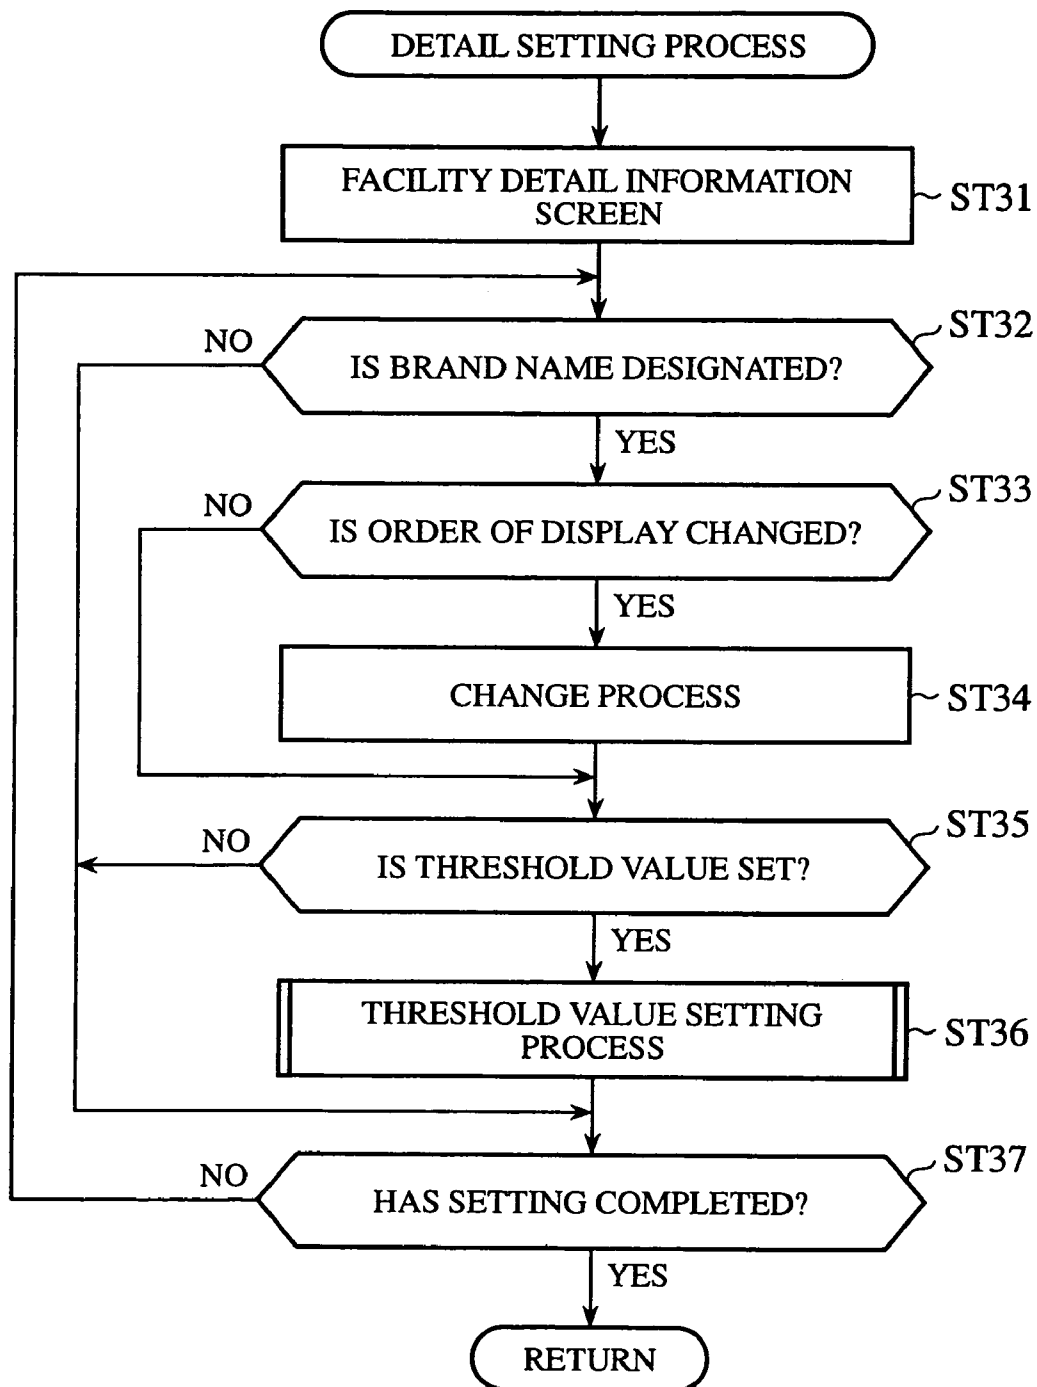 DETAIL SETTING PROCESS
FACILITY DETAIL INFORMATION
SCREEN
ST31
NO
IS BRAND NAME DESIGNATED?
ST32
YES
NO
IS ORDER OF DISPLAY CHANGED?
ST33
YES
CHANGE PROCESS
ST34
NO
IS THRESHOLD VALUE SET?
ST35
YES
THRESHOLD VALUE SETTING
PROCESS
ST36
NO
HAS SETTING COMPLETED?
ST37
YES
RETURN